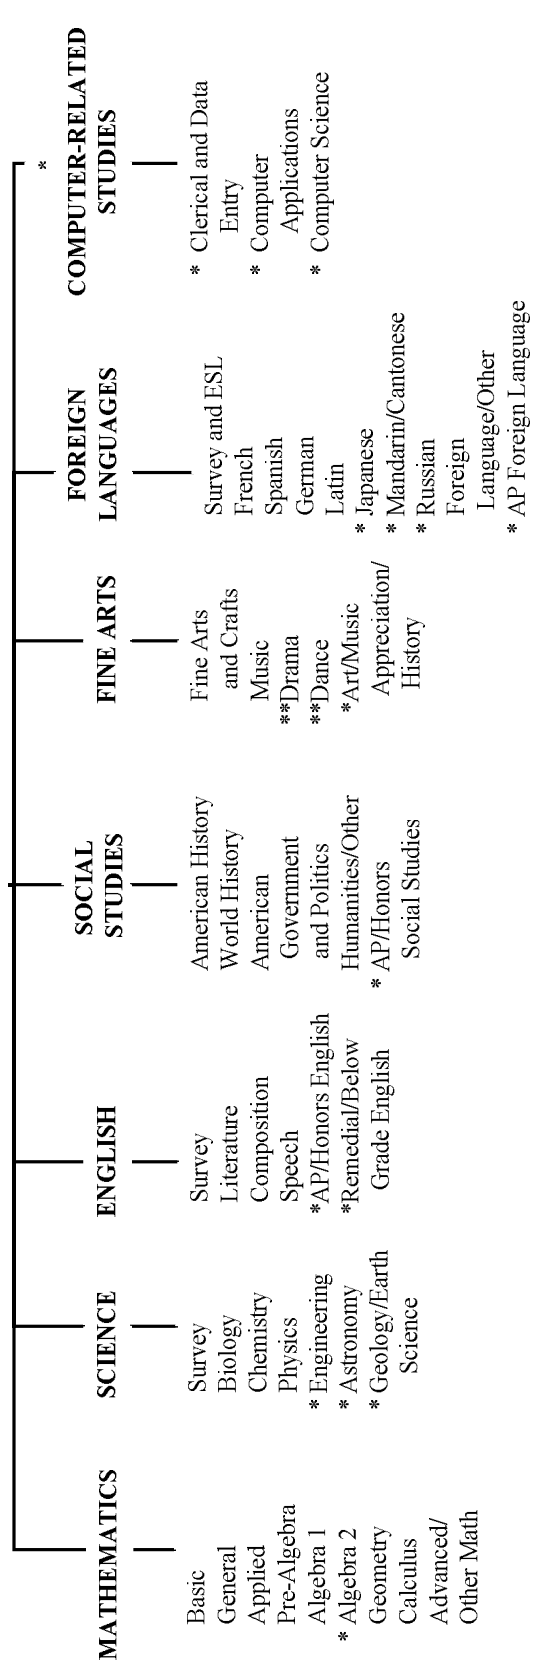 MATHEMATICS
Basic
General
Applied
Pre-Algebra
Algebra 1
* Algebra 2
Geometry
Calculus
Advanced/
Other Math
SCIENCE
Survey
Biology
Chemistry
Physics
* Engineering
* Astronomy
* Geology/Earth
Science
ENGLISH
Survey
Literature
Composition
Speech
*AP/Honors English
*Remedial/Below
Grade English
SOCIAL
STUDIES
American History
World History
American
Government
and Politics
Humanities/Other
* AP/Honors
Social Studies
FINE ARTS
Fine Arts
and Crafts
Music
**Drama
**Dance
*Art/Music
Appreciation/
History
FOREIGN
LANGUAGES
Survey and ESL
French
Spanish
German
Latin
* Japanese
* Mandarin/Cantonese
* Russian
Foreign
Language/Other
* AP Foreign Language
*
COMPUTER-RELATED
STUDIES
* Clerical and Data
Entry
* Computer
Applications
* Computer Science